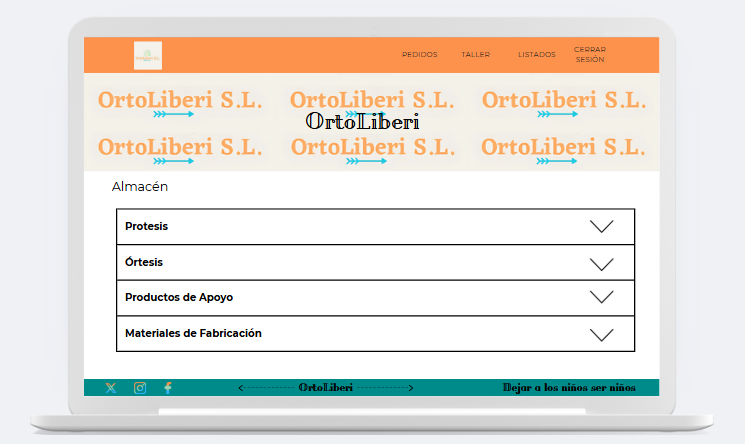 PEDIDOS TALLER LISTADOS CERRAR SESIÓN
OrtoLiberi S.L. OrtoLiberi S.L. OrtoLiberi S.L.
OrtoLiberi
OrtoLiberi S.L. OrtoLiberi S.L. OrtoLiberi S.L.
Almacén
Protesis
Órtesis
Productos de Apoyo
Materiales de Fabricación
<------------- OrtoLiberi ------------->
Dejar a los niños ser niños